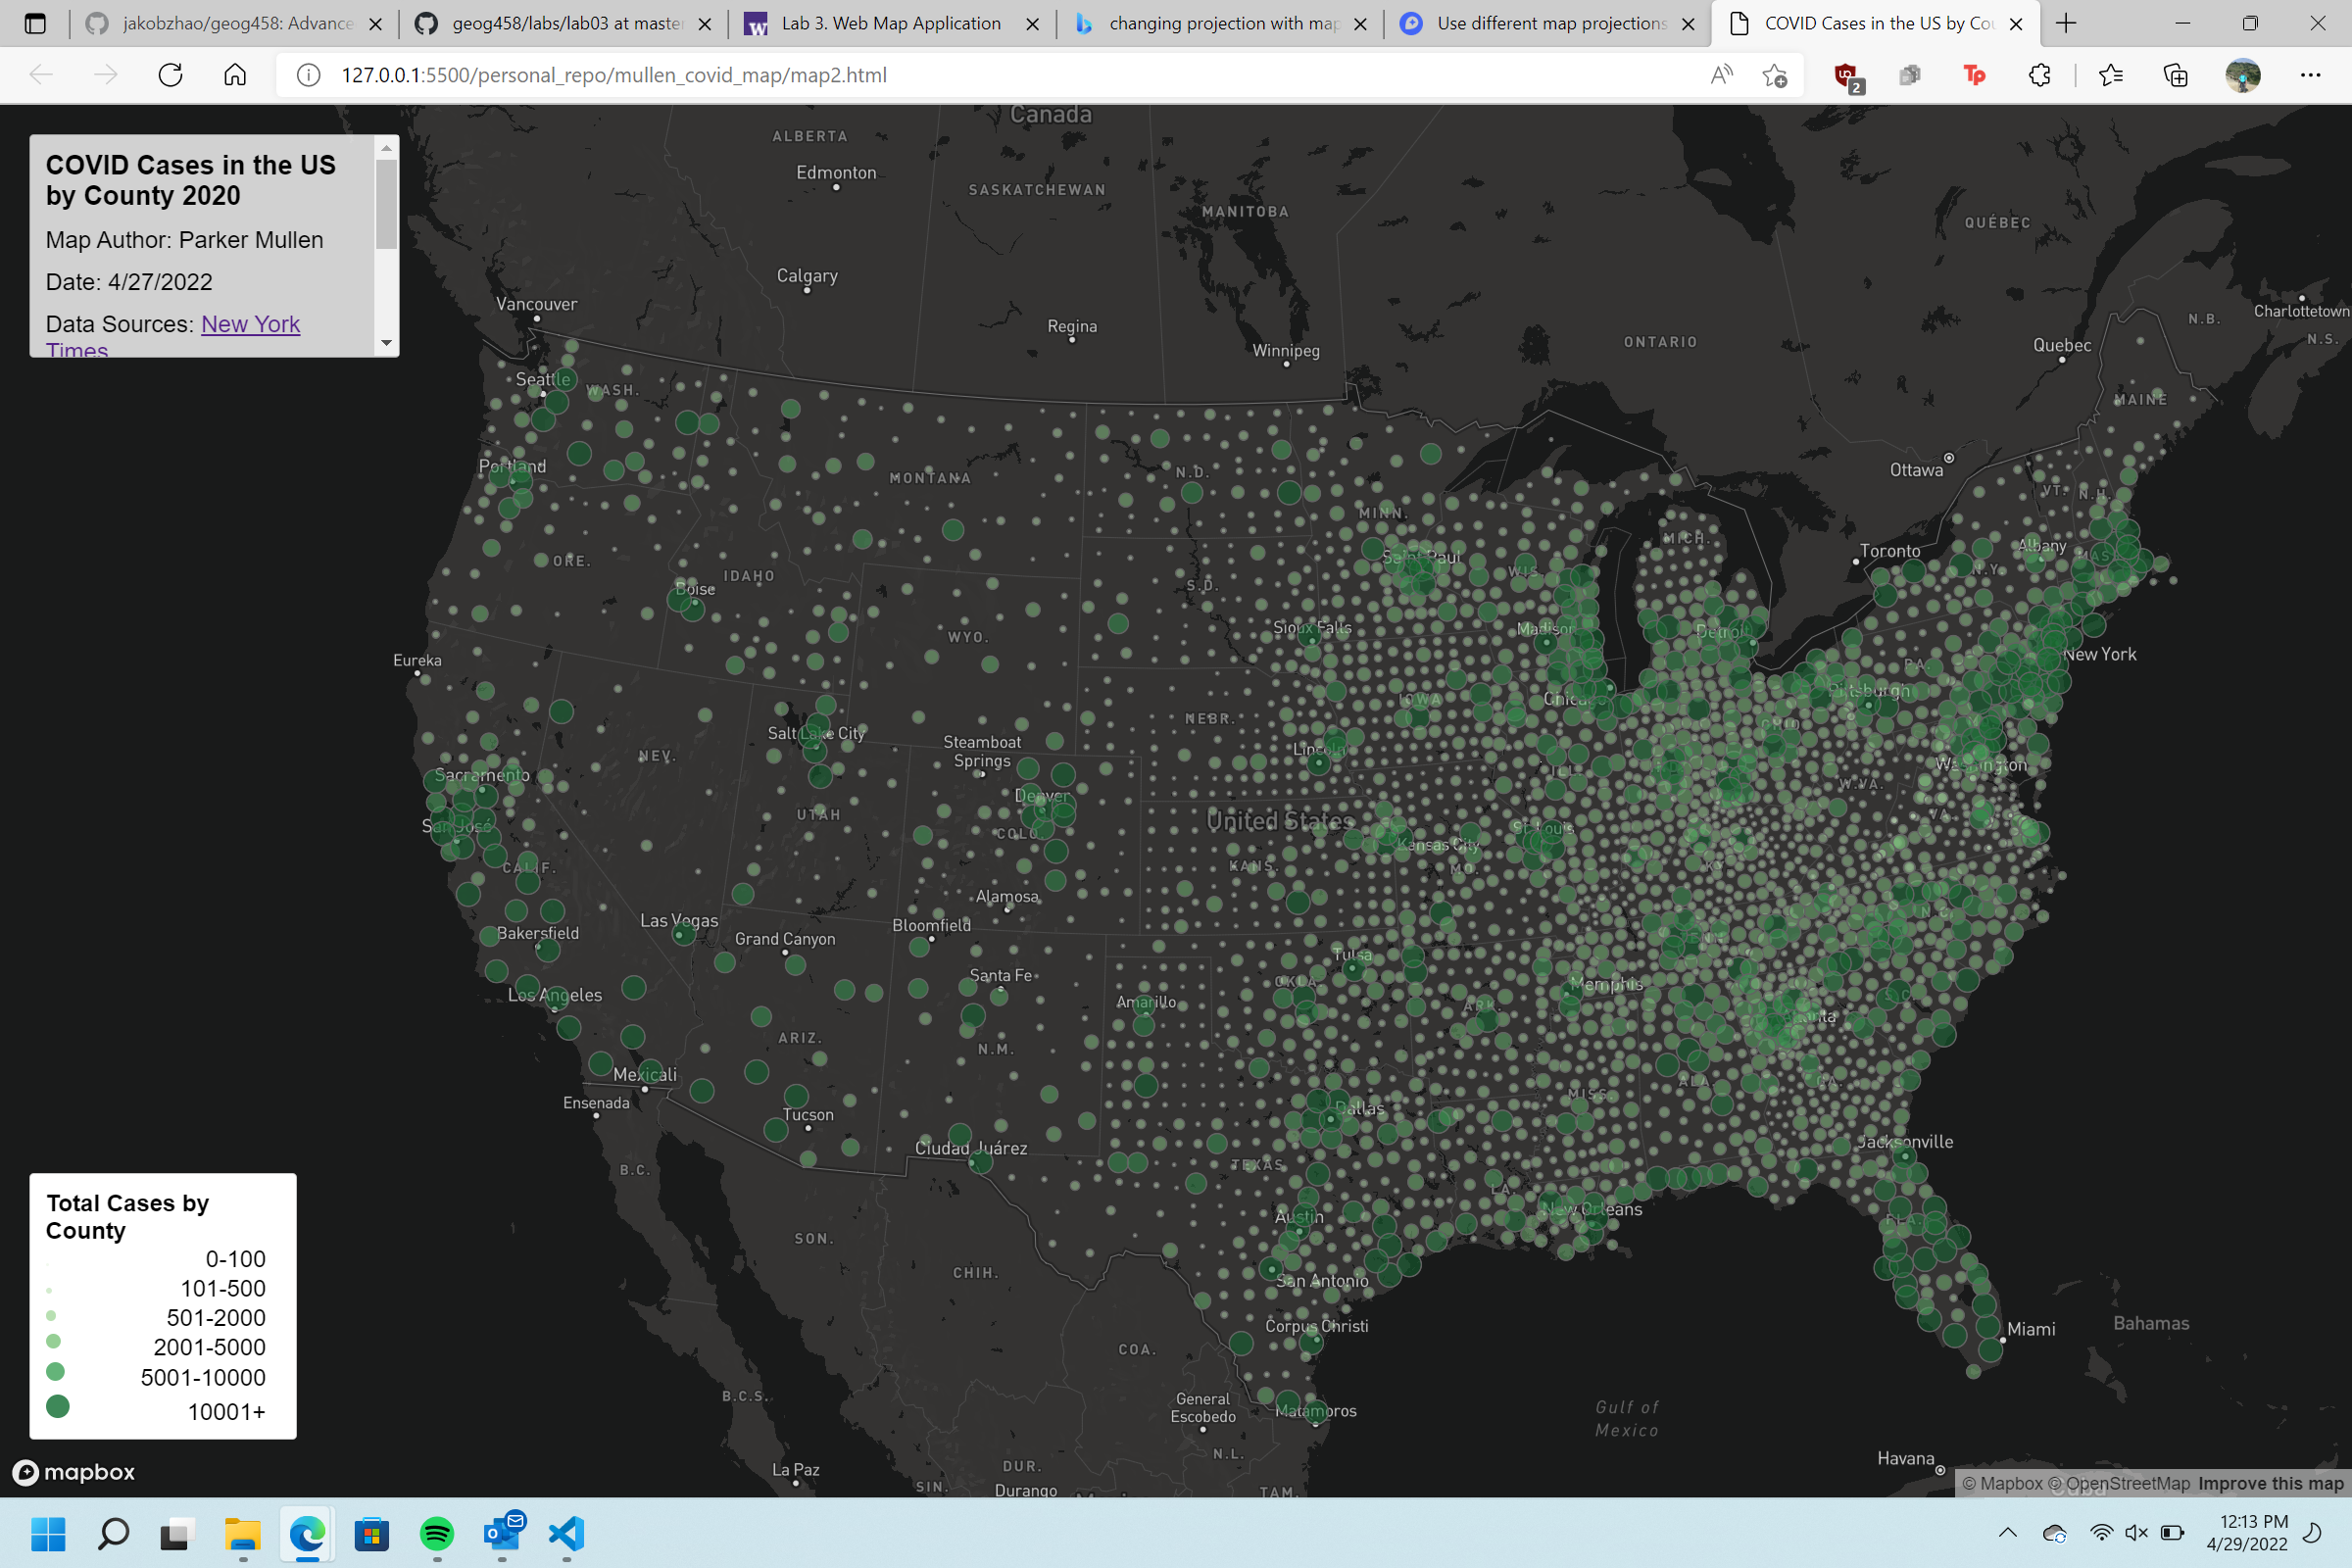 jakobzhao/geog458: Advance
geog458/labs/lab03 at master
Lab 3. Web Map Application
changing projection with map
Use different map projections
COVID Cases in the US by Cou
127.0.0.1:5500/personal_repo/mullen_covid_map/map2.html
2
COVID Cases in the US
by County 2020
Map Author: Parker Mullen
Date: 4/27/2022
Data Sources: New York
Times
Canada
ALBERTA
Edmonton
SASKATCHEWAN
MANITOBA
QUÉBEC
Calgary
Vancouver
Regina
Winnipeg
ONTARIO
Quebec
N.B.
Charlottetown
N.S.
Seattle
WASH.
MAINE
Portland
MONTANA
N.D.
Ottawa
VT.
N.H.
MINN.
MICH.
Toronto
Albany
MASS
ORE.
IDAHO
Boise
Saint Paul
WIS.
N.Y.
S.D.
WYO.
Sioux Falls
Madison
Detroit
New York
Eureka
PA.
IOWA
Chicago
Pittsburgh
NEBR.
OHIO
Salt Lake City
Steamboat
Springs
NEV.
Lincoln
Washington
Sacramento
ILL.
Denver
UTAH
W.VA.
VA.
San José
COLO.
United States
St. Louis
Kansas City
CALIF.
KANS.
MO.
KY.
Alamosa
Las Vegas
Bloomfield
Bakersfield
Grand Canyon
N.C.
TENN.
Tulsa
Santa Fe
Los Angeles
Amarillo
OKLA.
Memphis
S.C.
ARK.
Atlanta
ARIZ.
N.M.
Mexicali
ALA.
GA.
Ensenada
MISS.
Tucson
Dallas
Ciudad Juárez
Jacksonville
B.C.
TEXAS
LA.
New Orleans
Austin
FLA.
SON.
CHIH.
San Antonio
Corpus Christi
Miami
Bahamas
COA.
B.C.S.
General
Escobedo
Matamoros
Gulf of
Mexico
N.L.
La Paz
DUR.
Havana
SIN.
Durango
TAM.
Cuba
Total Cases by
County
0-100
101-500
501-2000
2001-5000
5001-10000
10001+
mapbox
© Mapbox © OpenStreetMap Improve this map
12:13 PM
4/29/2022